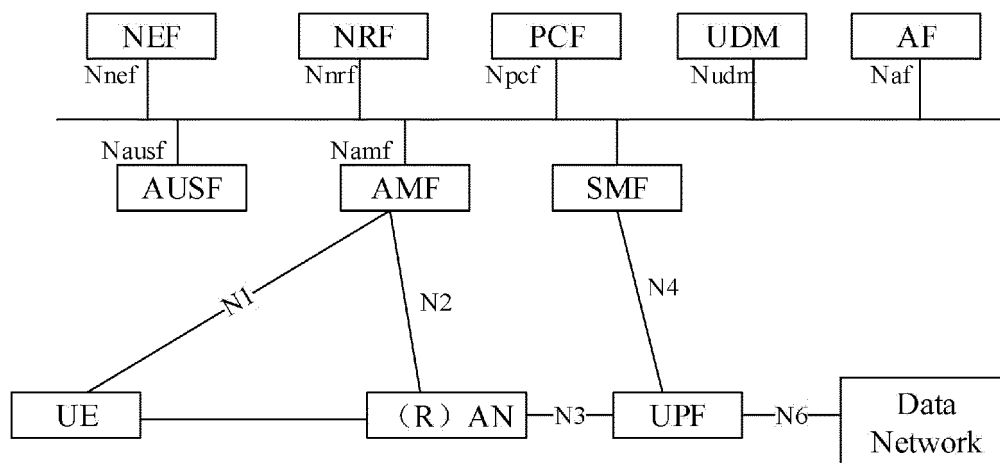 NEF NRF PCF UDM AF
Nnef Nnrf Npcf Nudm Naf
Nausf Namf
AUSF AMF SMF
N1 N2 N4
UE （R）AN N3 UPF N6 Data
Network